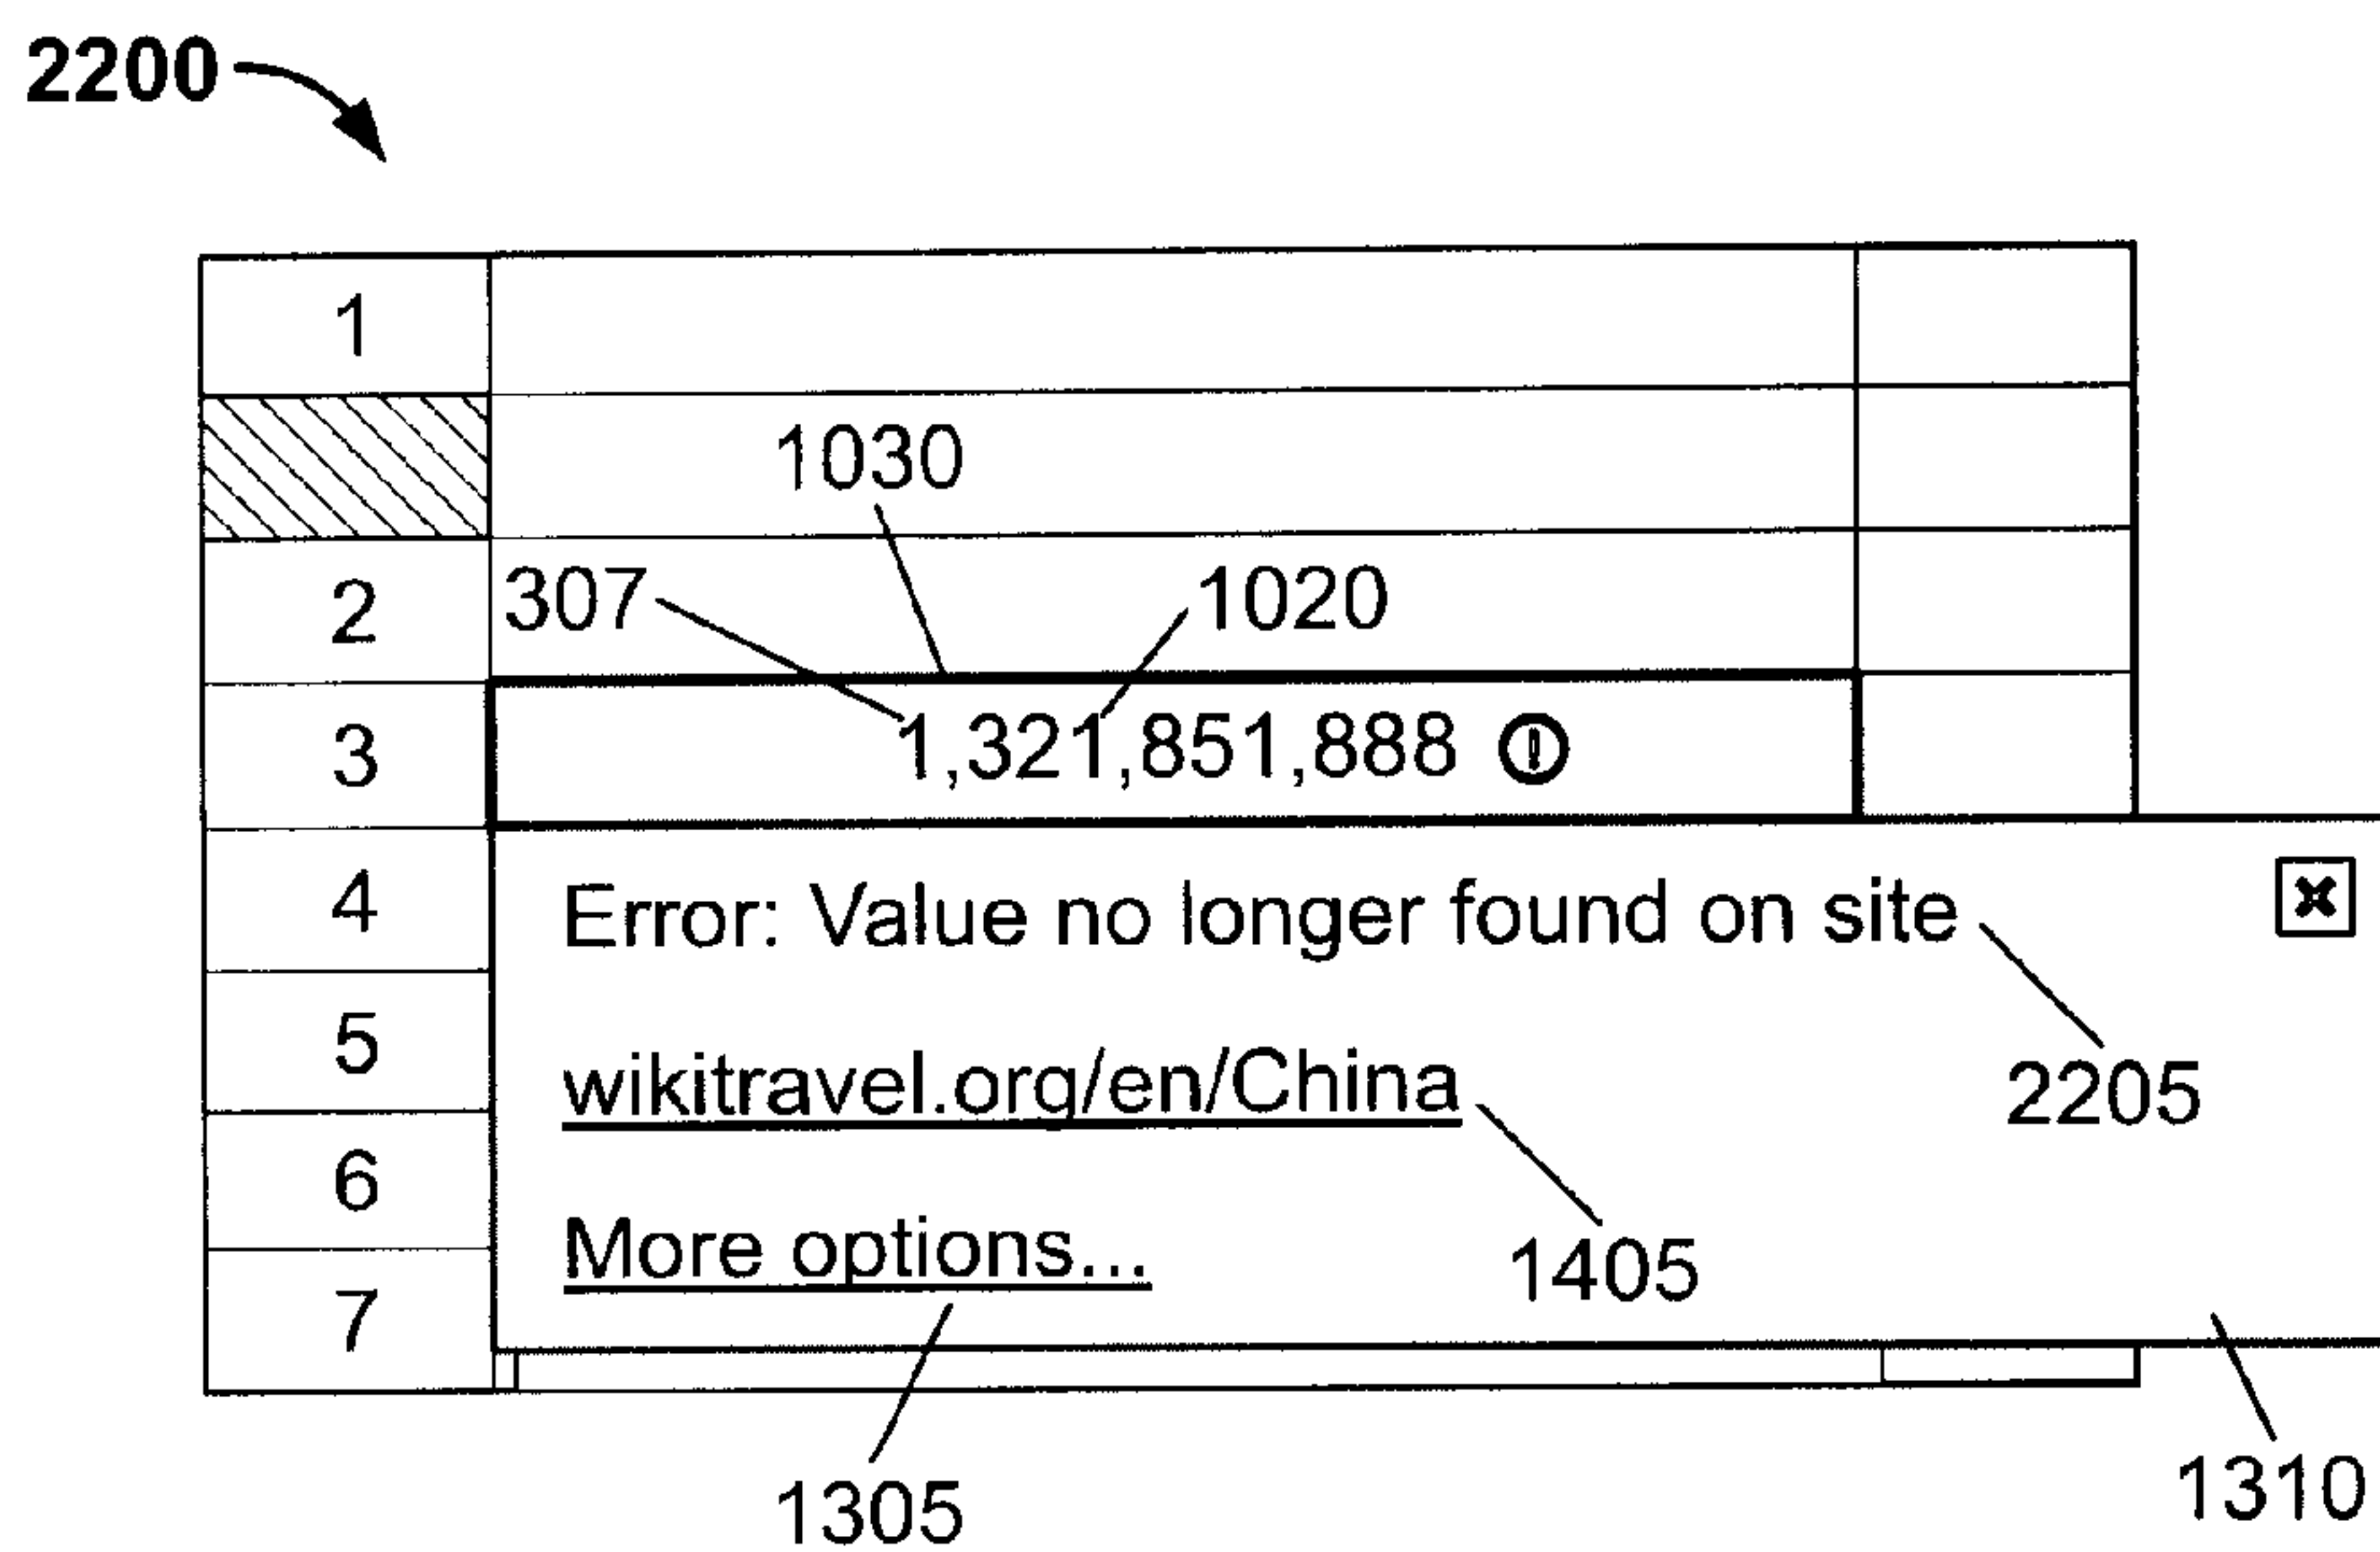 2200
1
1030
2 307 1020
3 1,321,851,888
4 Error: Value no longer found on site
5 wikitravel.org/en/China 2205
6
More options... 1405
7
1305 1310